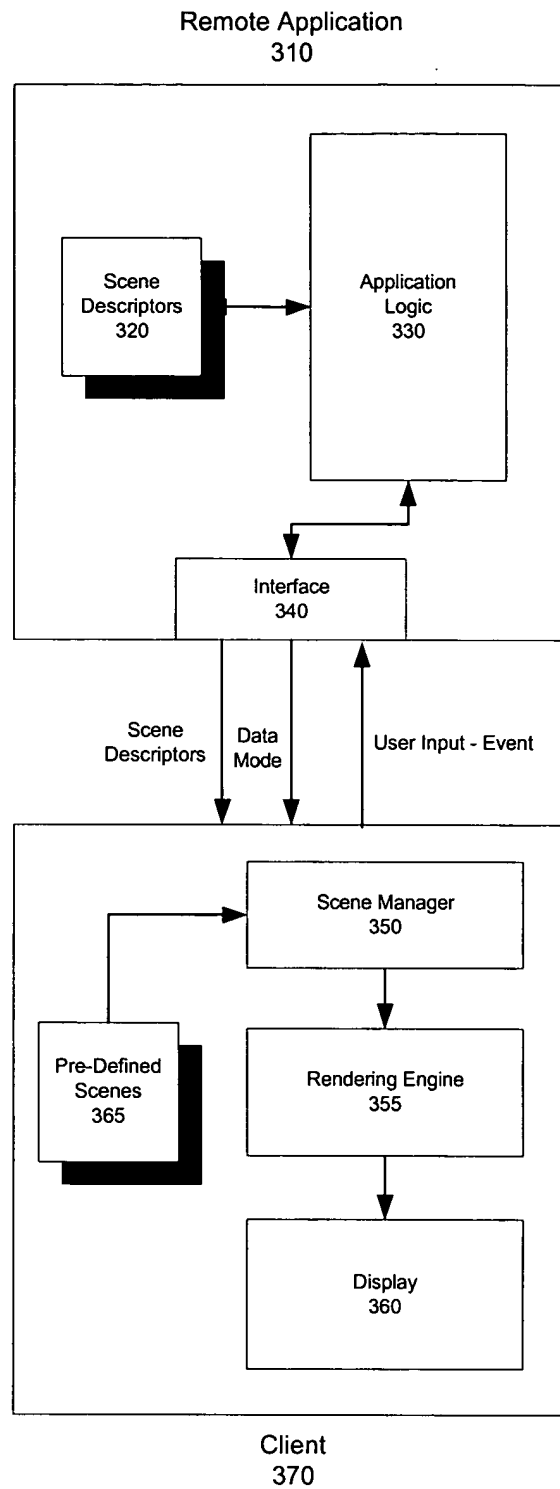 Remote Application
310
Scene
Descriptors
320
Application
Logic
330
Interface
340
Scene
Descriptors
Data
Mode
User Input - Event
Scene Manager
350
Pre-Defined
Scenes
365
Rendering Engine
355
Display
360
Client
370